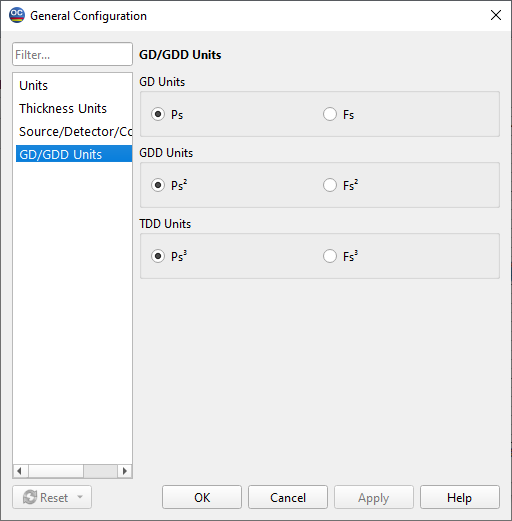 OC General Configuration
Filter...
Units
Thickness Units
Source/Detector/Co
GD/GDD Units
GD/GDD Units
GD Units
Ps Fs
GDD Units
Ps² Fs²
TDD Units
Ps³ Fs³
Reset OK Cancel Apply Help